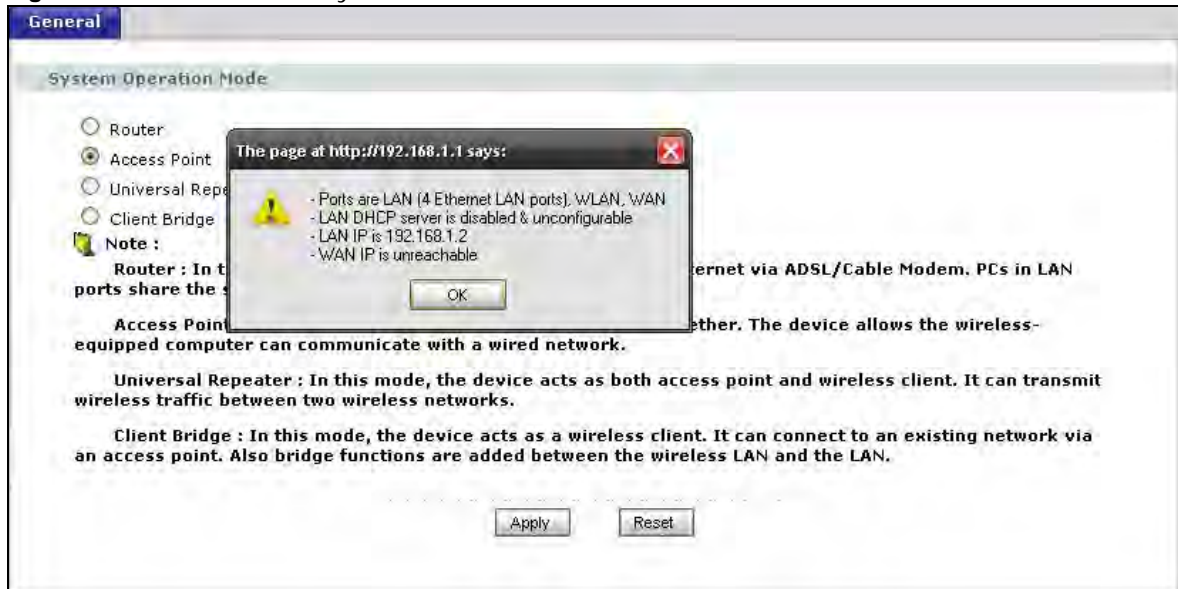 General
System Operation Mode
Router
Access Point
Universal Repe
Client Bridge
The page at http://192.168.1.1 says:
- Ports are LAN (4 Ethernet LAN ports), WLAN, WAN
- LAN DHCP server is disabled & unconfigurable
- LAN IP is 192.168.1.2
- WAN IP is unreachable
OK
Note :
Router : In t ernet via ADSL/Cable Modem. PCs in LAN
ports share the s
Access Point ether. The device allows the wireless-
equipped computer can communicate with a wired network.
Universal Repeater : In this mode, the device acts as both access point and wireless client. It can transmit
wireless traffic between two wireless networks.
Client Bridge : In this mode, the device acts as a wireless client. It can connect to an existing network via
an access point. Also bridge functions are added between the wireless LAN and the LAN.
Apply Reset